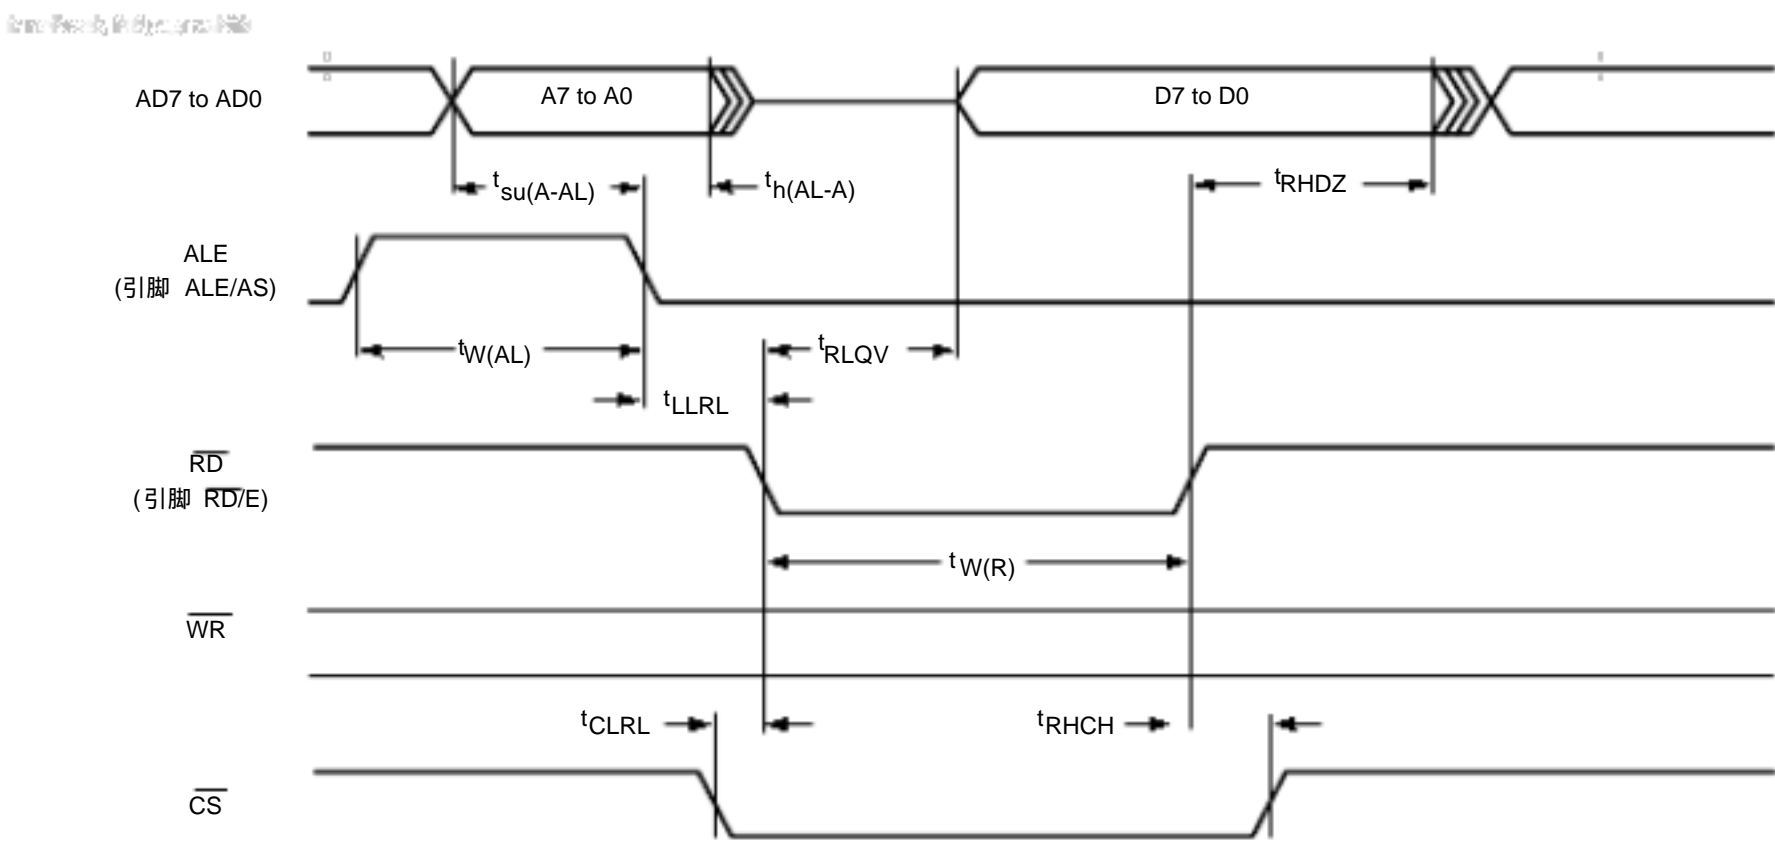 AD7 to AD0
A7 to A0
D7 to D0
tsu(A-AL)
th(AL-A)
tRHDZ
ALE
(引脚 ALE/AS)
tW(AL)
tRLQV
tLLRL
RD
(引脚 RD/E)
tW(R)
WR
tCLRL
tRHCH
CS